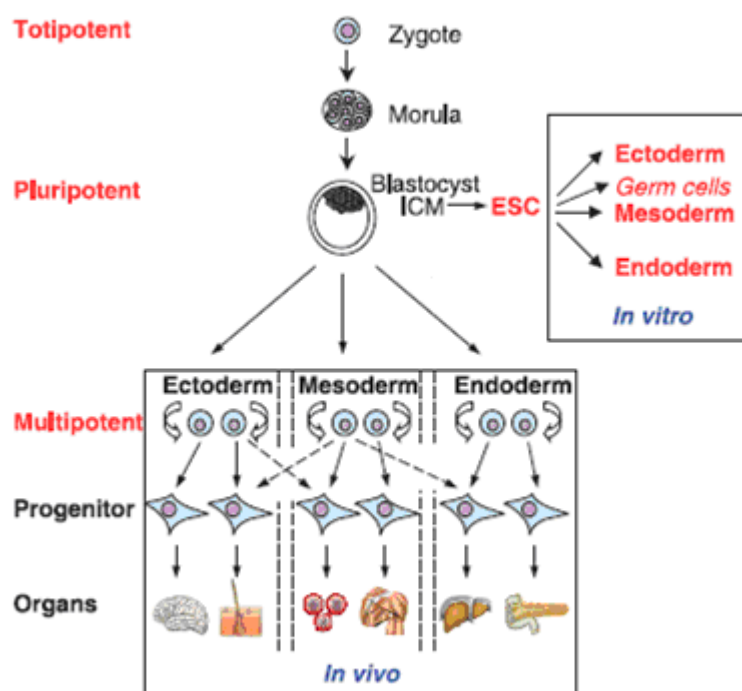 Totipotent
Zygote
Morula
Pluripotent
Blastocyst
ICM
ESC
Ectoderm
Germ cells
Mesoderm
Endoderm
In vitro
Ectoderm
Mesoderm
Endoderm
Multipotent
Progenitor
Organs
In vivo